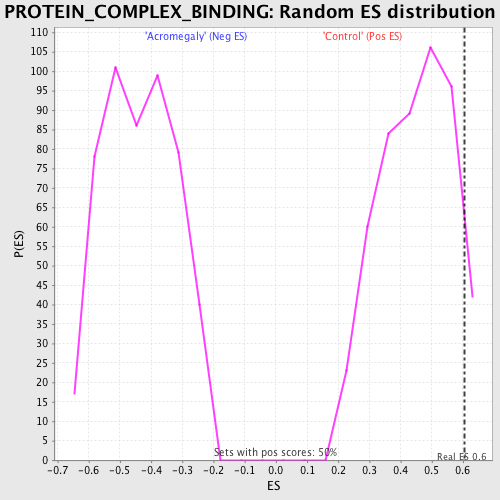 PROTEIN_COMPLEX_BINDING: Random ES distribution
'Acromegaly' (Neg ES)
'Control' (Pos ES)
P(ES)
110
105
100
95
90
85
80
75
70
65
60
55
50
45
40
35
30
25
20
15
10
5
0
Sets with pos scores: 50%
Real ES 0.6
-0.7 -0.6 -0.5 -0.4 -0.3 -0.2 -0.1 0.0 0.1 0.2 0.3 0.4 0.5 0.6
ES